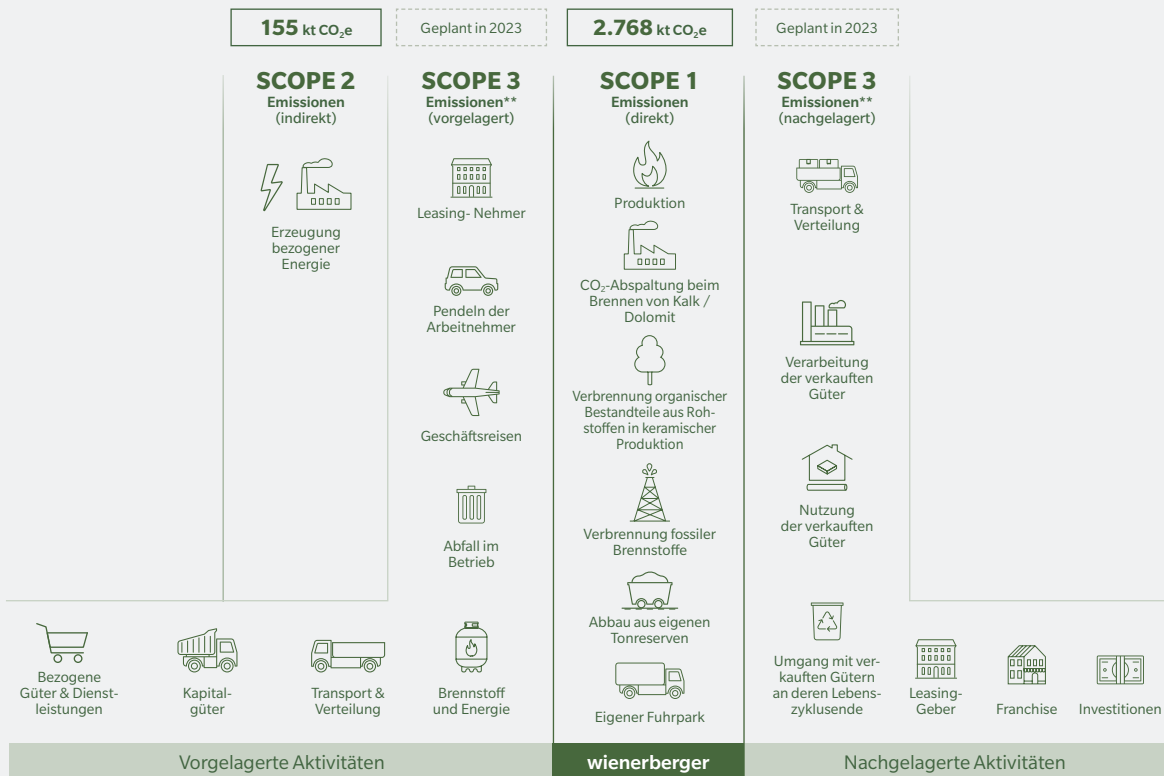 155 kt CO₂e
Geplant in 2023
2.768 kt CO₂e
Geplant in 2023
SCOPE 2
Emissionen
(indirekt)
Erzeugung
bezogener
Energie
SCOPE 3
Emissionen**
(vorgelagert)
Leasing- Nehmer
Pendeln der
Arbeitnehmer
Geschäftsreisen
Abfall im
Betrieb
SCOPE 1
Emissionen
(direkt)
Produktion
CO₂-Abspaltung beim
Brennen von Kalk /
Dolomit
Verbrennung organischer
Bestandteile aus Roh-
stoffen in keramischer
Produktion
Verbrennung fossiler
Brennstoffe
Abbau aus eigenen
Tonreserven
Eigener Fuhrpark
SCOPE 3
Emissionen**
(nachgelagert)
Transport &
Verteilung
Verarbeitung
der verkauften
Güter
Nutzung
der verkauften
Güter
Bezogene
Güter & Dienst-
leistungen
Kapital-
güter
Transport &
Verteilung
Brennstoff
und Energie
Umgang mit ver-
kauften Gütern
an deren Lebens-
zyklusende
Leasing-
Geber
Franchise
Investitionen
Vorgelagerte Aktivitäten
wienerberger
Nachgelagerte Aktivitäten